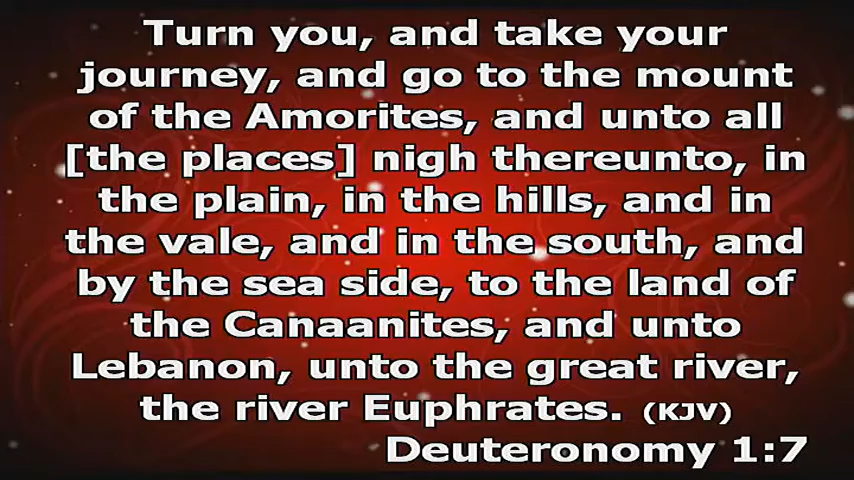 Turn you, and take your
journey, and go to the mount
of the Amorites, and unto all
[the places] nigh thereunto, in
the plain, in the hills, and in
the vale, and in the south, and
by the sea side, to the land of
the Canaanites, and unto
Lebanon, unto the great river,
the river Euphrates. (KJV)
Deuteronomy 1:7